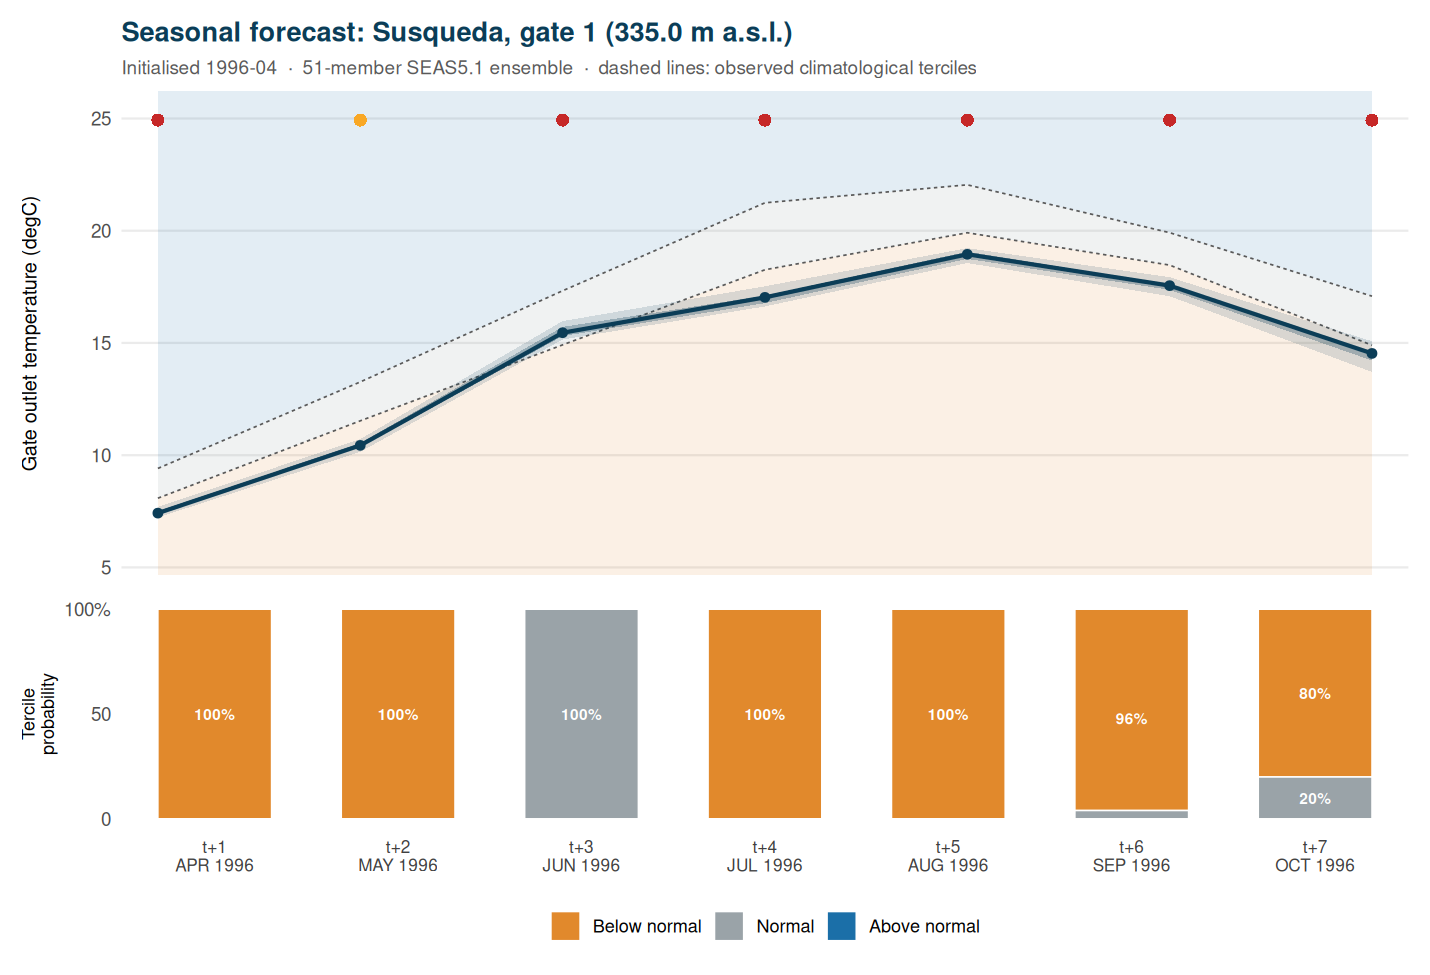 Seasonal forecast: Susqueda, gate 1 (335.0 m a.s.l.)
Initialised 1996-04 · 51-member SEAS5.1 ensemble · dashed lines: observed climatological terciles
Gate outlet temperature (degC)
25
20
15
10
5
Tercile
probability
100%
50
0
100%
100%
100%
100%
100%
96%
80%
20%
t+1
APR 1996
t+2
MAY 1996
t+3
JUN 1996
t+4
JUL 1996
t+5
AUG 1996
t+6
SEP 1996
t+7
OCT 1996
Below normal
Normal
Above normal